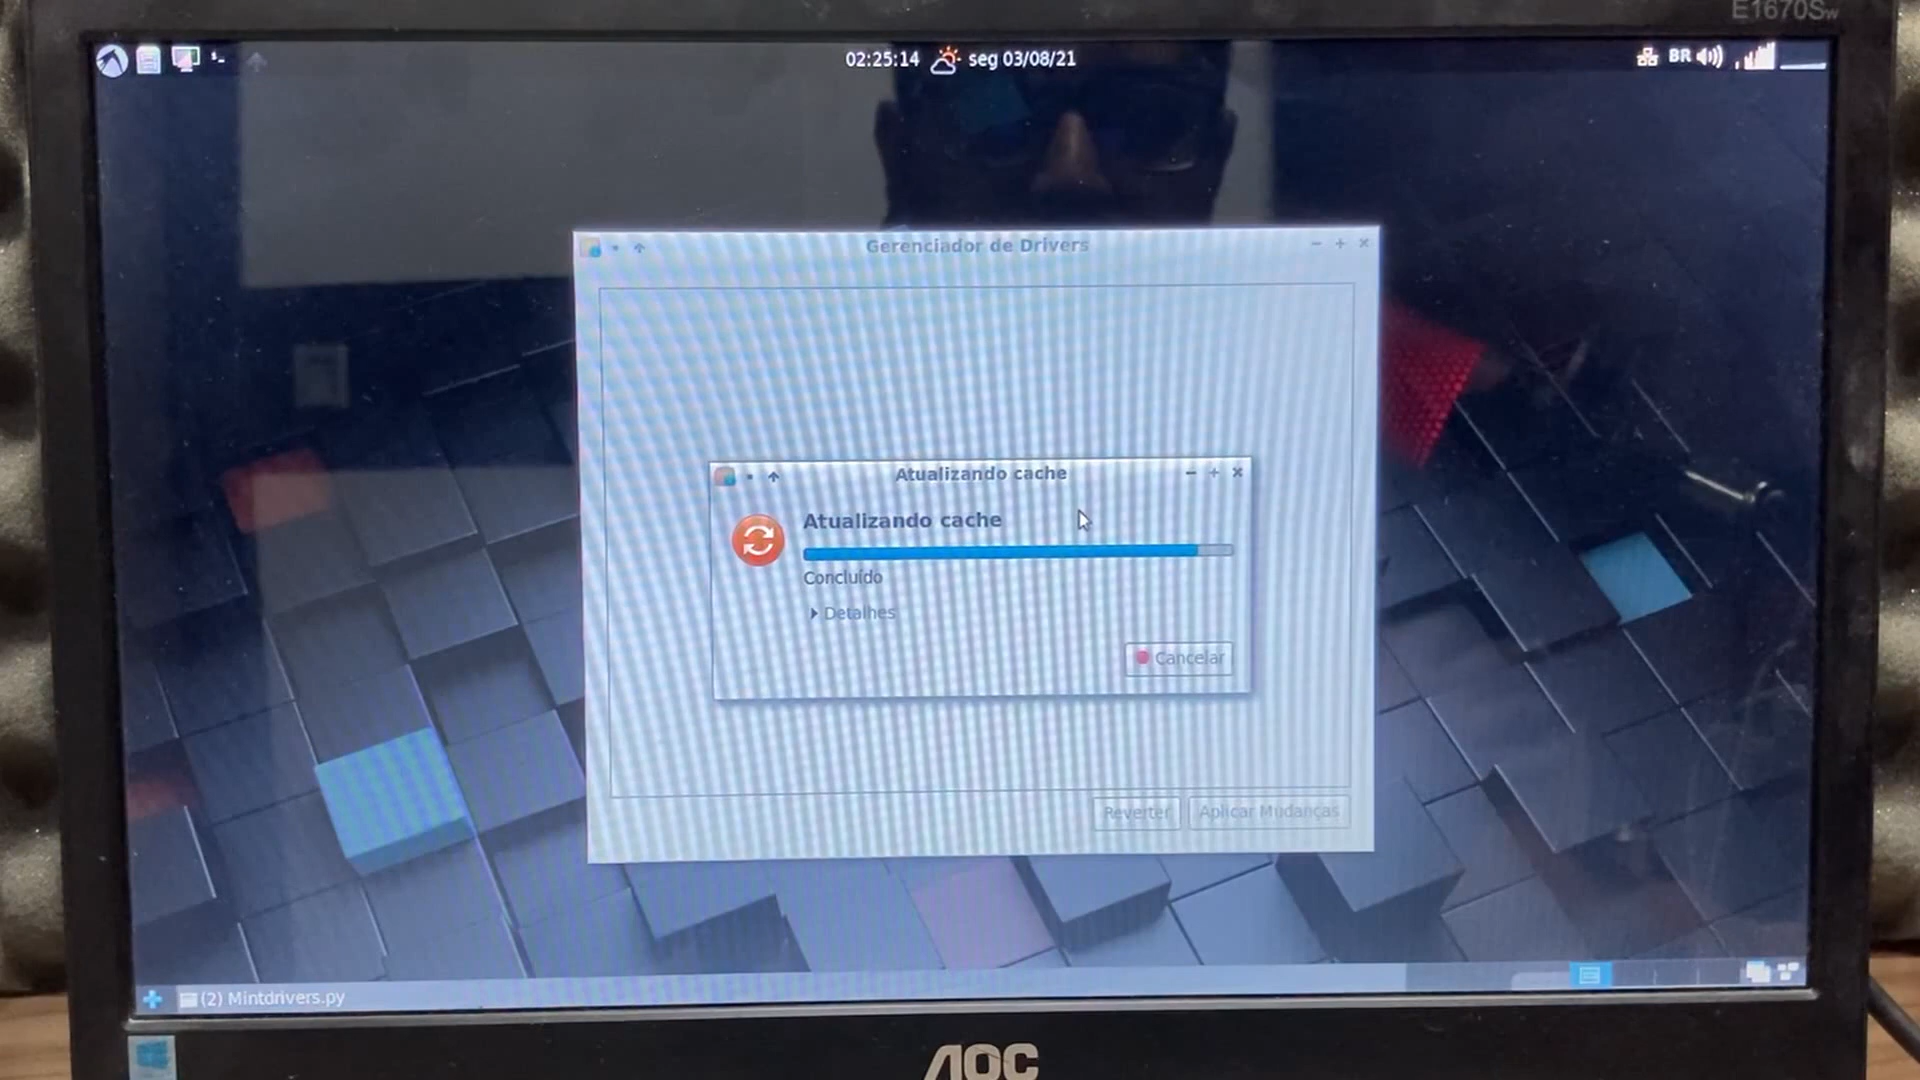 E1670Sw
02:25:14 seg 03/08/21
BR
Gerenciador de Drivers
Atualizando cache
Atualizando cache
Concluído
Detalhes
Cancelar
Reverter Aplicar Mudanças
(2) Mintdrivers.py
AOC